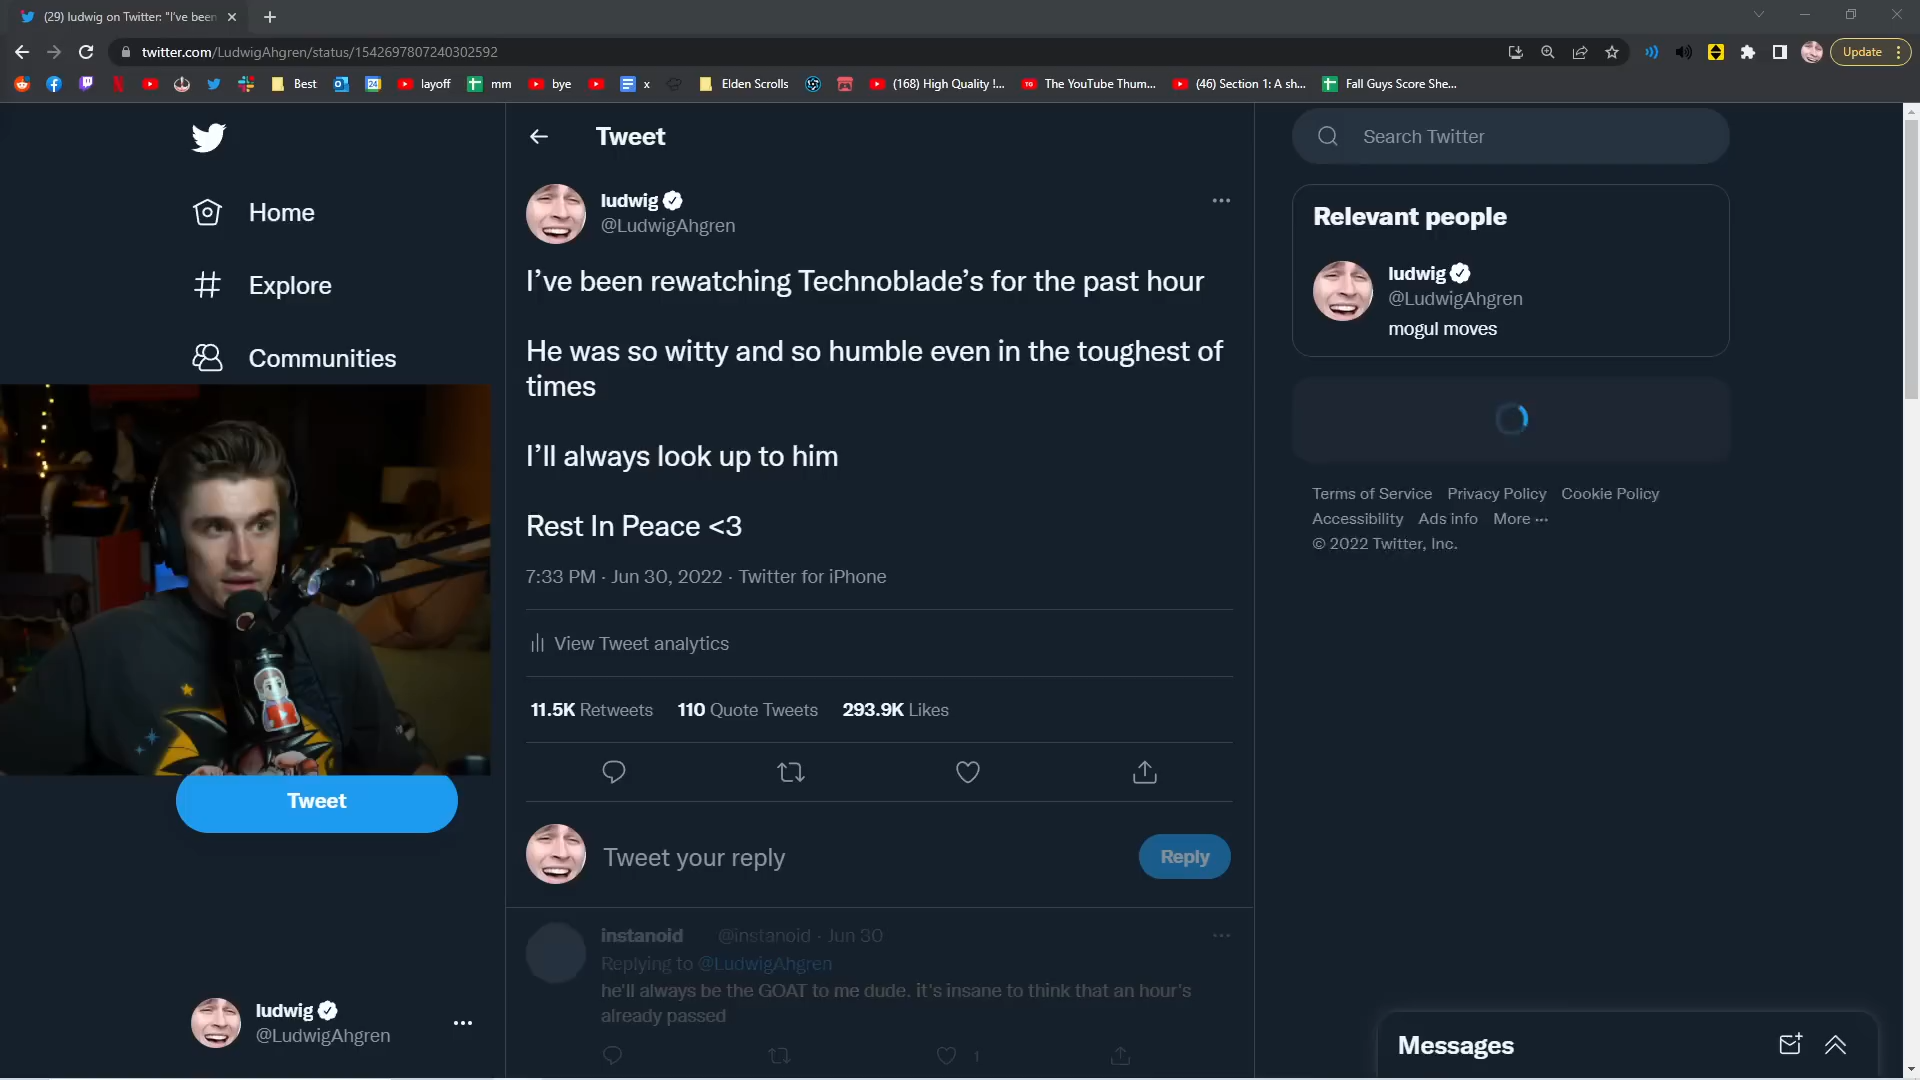 (29) ludwig on Twitter: "I've been
twitter.com/LudwigAhgren/status/1542697807240302592
Update
Best
layoff
mm
bye
x
Elden Scrolls
(168) High Quality !...
The YouTube Thum...
(46) Section 1: A sh...
Fall Guys Score She...
Home
Explore
Communities
Tweet
ludwig
@LudwigAhgren
Tweet
ludwig
@LudwigAhgren
I’ve been rewatching Technoblade’s for the past hour
He was so witty and so humble even in the toughest of
times
I’ll always look up to him
Rest In Peace <3
7:33 PM · Jun 30, 2022 · Twitter for iPhone
View Tweet analytics
11.5K Retweets 110 Quote Tweets 293.9K Likes
Tweet your reply
Reply
instanoid @instanoid · Jun 30
Replying to @LudwigAhgren
he'll always be the GOAT to me dude. it's insane to think that an hour's
already passed
1
Search Twitter
Relevant people
ludwig
@LudwigAhgren
mogul moves
Terms of Service Privacy Policy Cookie Policy
Accessibility Ads info More ···
© 2022 Twitter, Inc.
Messages